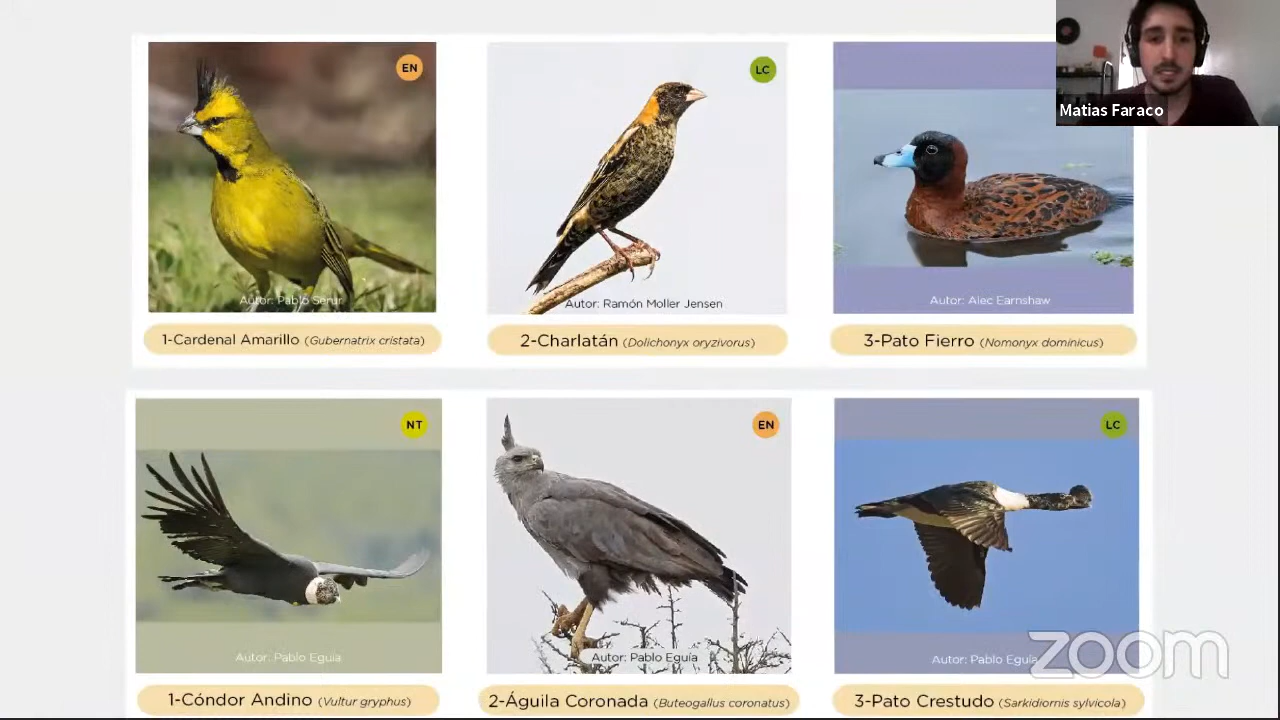 Matias Faraco
EN
LC
Autor: Pablo Serur
Autor: Ramón Moller Jensen
Autor: Alec Earnshaw
1-Cardenal Amarillo (Gubernatrix cristata)
2-Charlatán (Dolichonyx oryzivorus)
3-Pato Fierro (Nomonyx dominicus)
NT
EN
LC
Autor: Pablo Eguia
Autor: Pablo Eguía
Autor: Pablo Eguía
zoom
1-Cóndor Andino (Vultur gryphus)
2-Águila Coronada (Buteogallus coronatus)
3-Pato Crestudo (Sarkidiornis sylvicola)